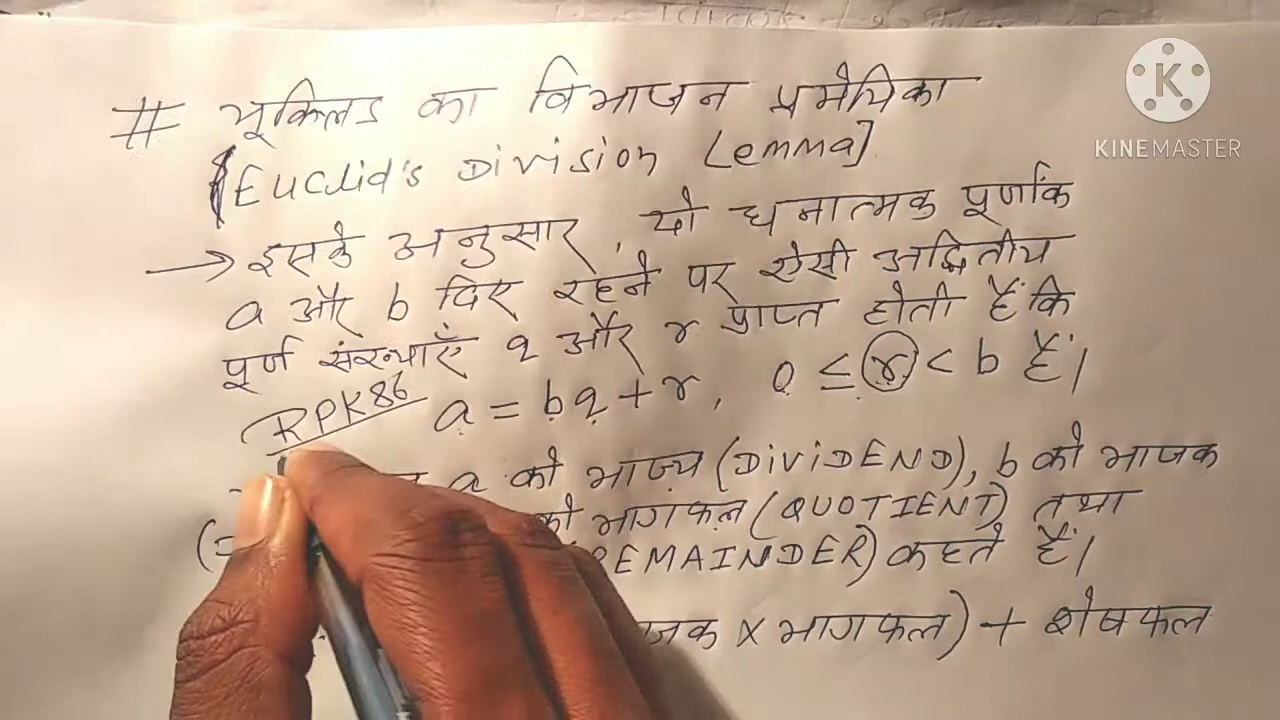 # यूक्लिड का विभाजन प्रमेयिका
[Euclid's Division Lemma]
→ इसके अनुसार, दो धनात्मक पूर्णांक
a और b दिए रहने पर ऐसी अद्वितीय
पूर्ण संख्याएँ q और r प्राप्त होती हैं कि
a = bq + r, 0 ≤ r < b हैं।
RPK86
a को भाज्य (DIVIDEND), b को भाजक
को भागफल (QUOTIENT) तथा
REMAINDER) कहते हैं।
× भागफल) + शेषफल
K
KINEMASTER